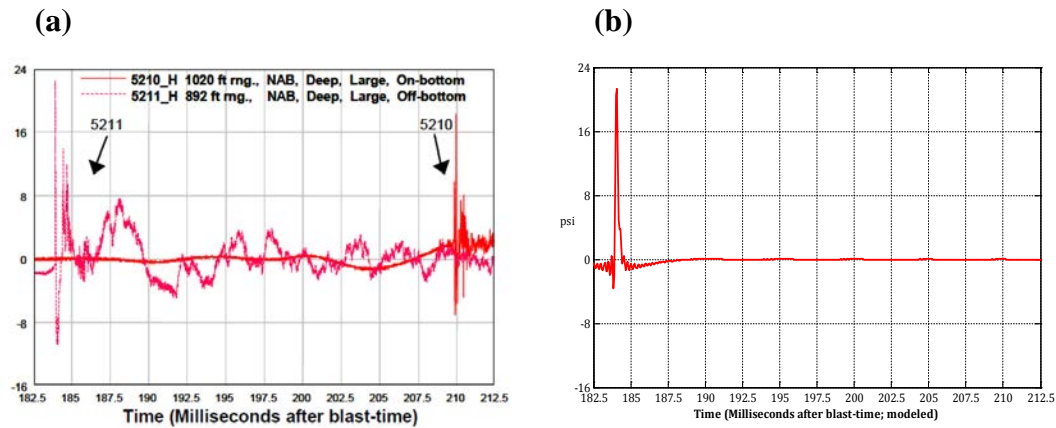 (a)
(b)
24
16
8
0
-8
-16
5210_H 1020 ft rng., NAB, Deep, Large, On-bottom
5211_H 892 ft rng., NAB, Deep, Large, Off-bottom
5211
5210
182.5 185 187.5 190 192.5 195 197.5 200 202.5 205 207.5 210 212.5
Time (Milliseconds after blast-time)
24
16
8
psi
0
-8
-16
182.5 185 187.5 190 192.5 195 197.5 200 202.5 205 207.5 210 212.5
Time (Milliseconds after blast-time; modeled)